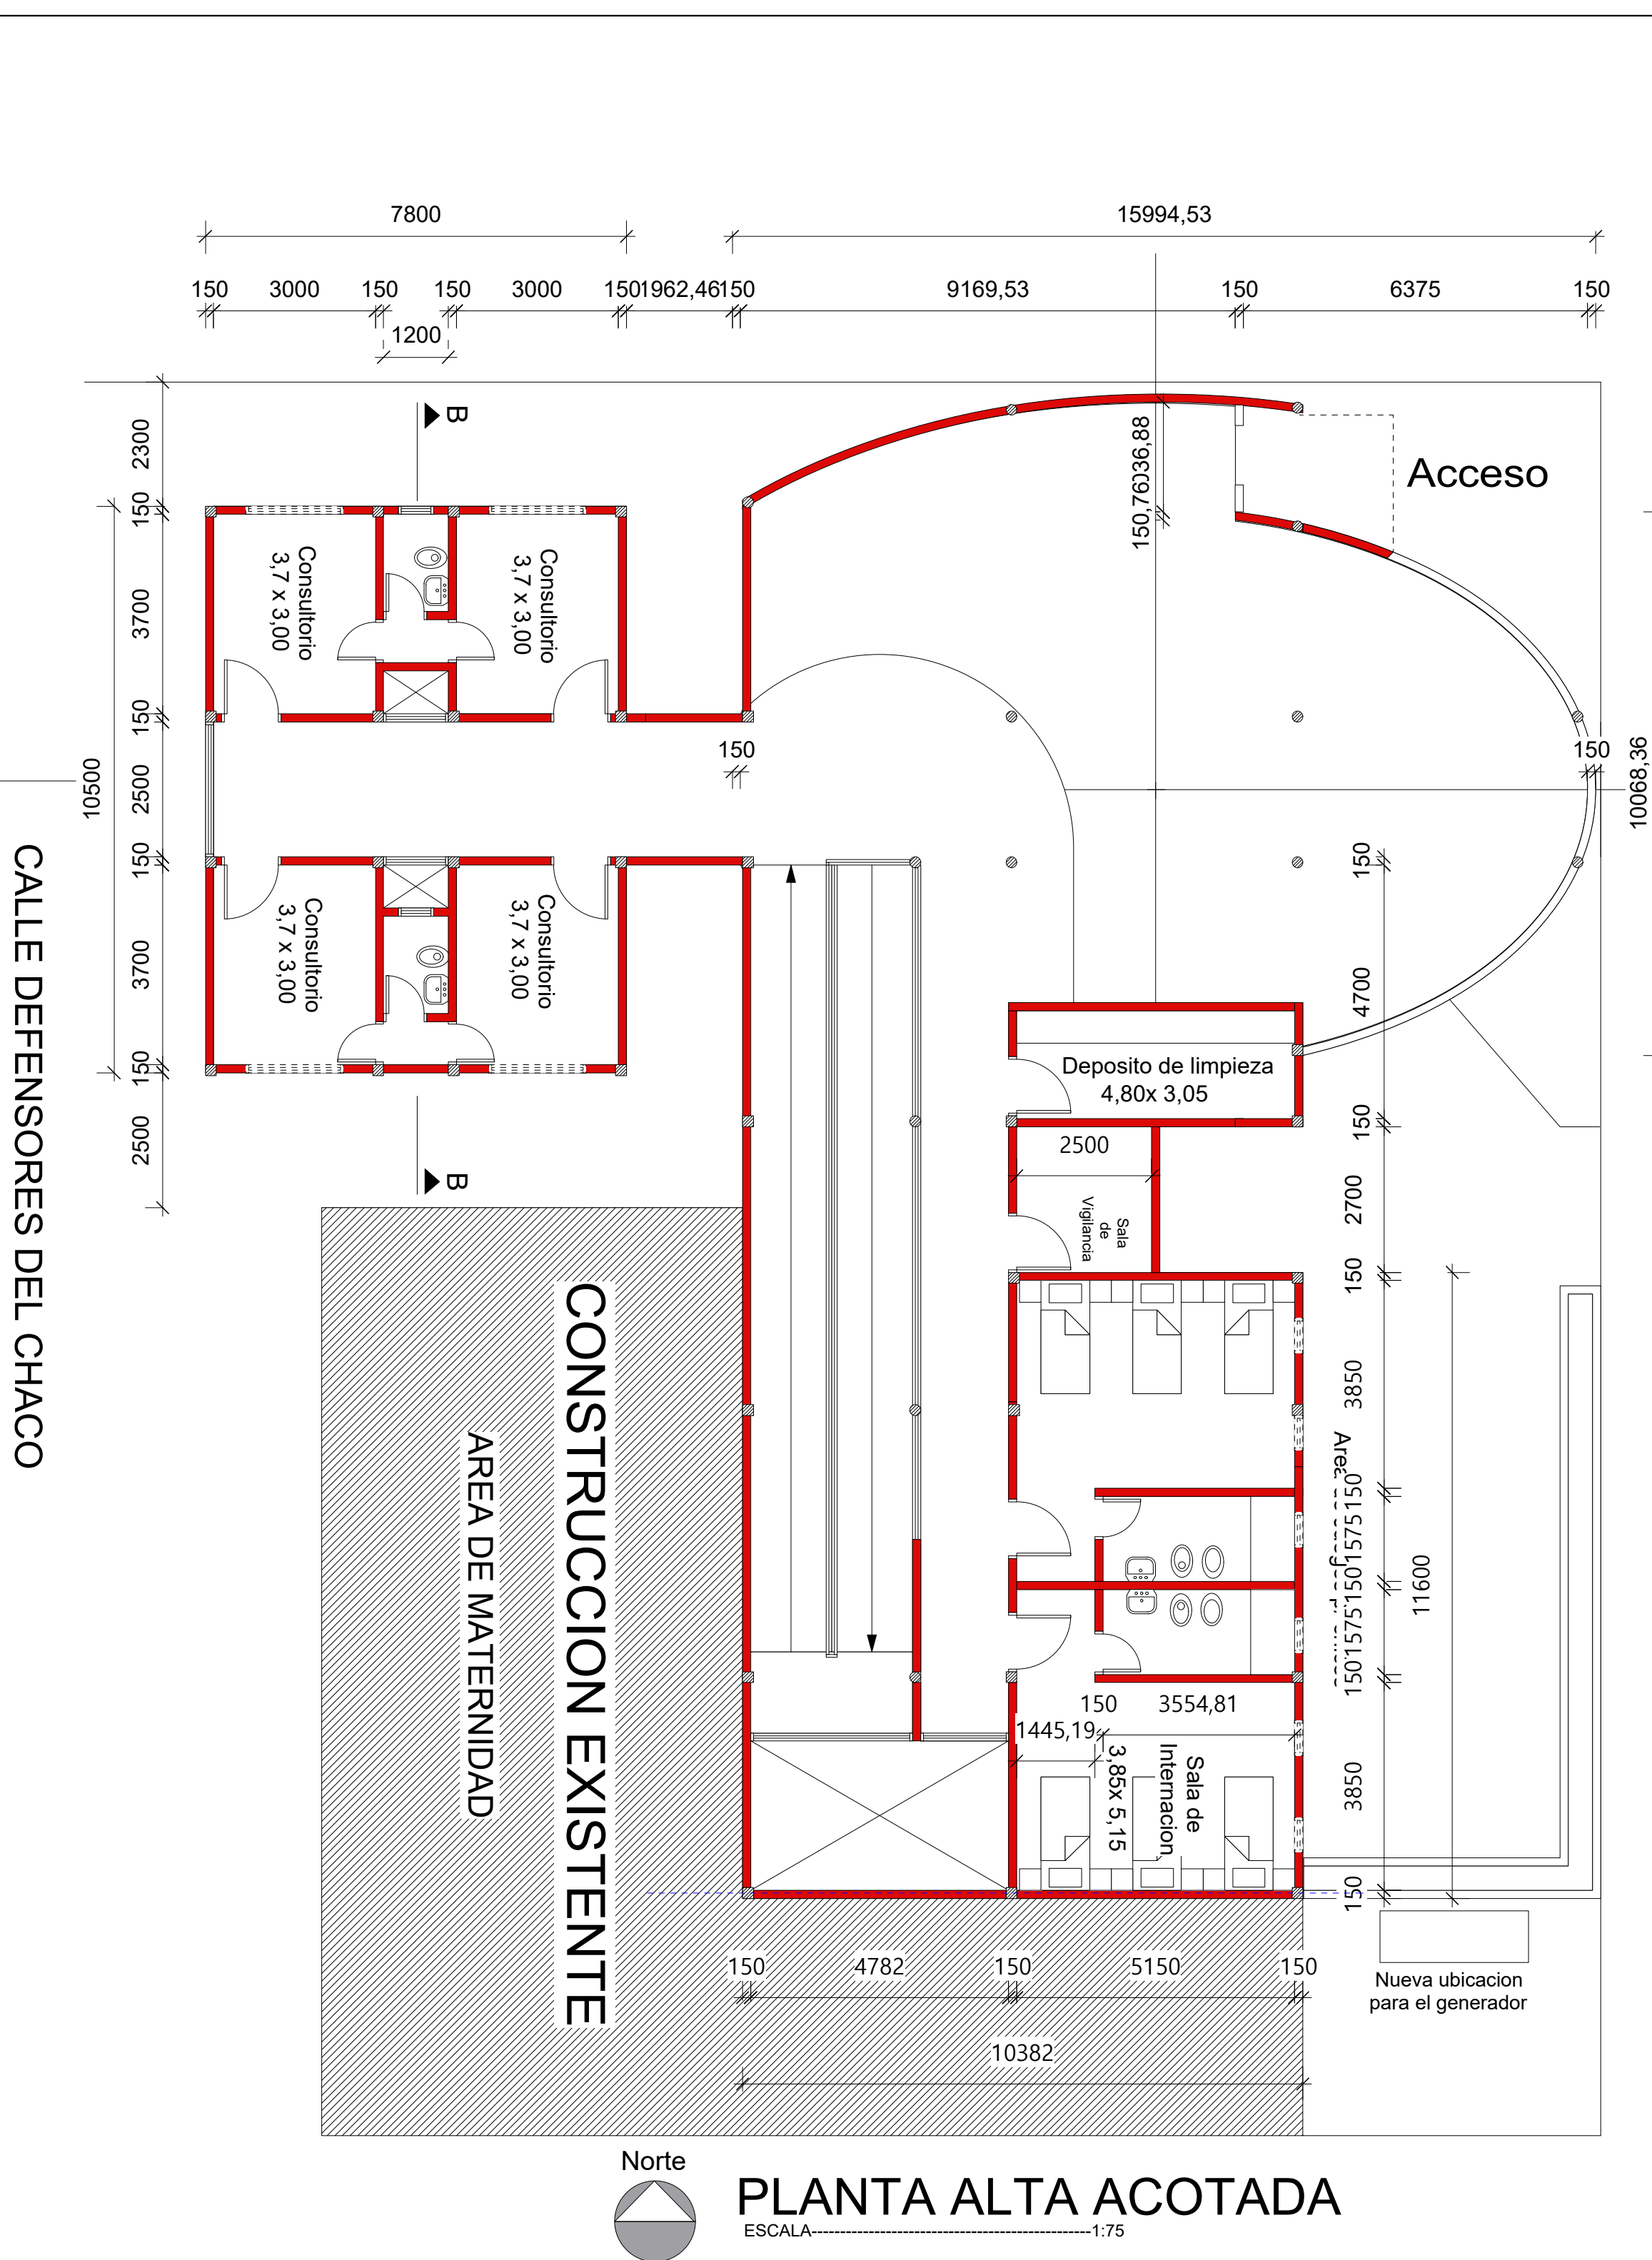 7800
15994,53
150
3000
150
150
3000
150
1962,46
150
9169,53
150
6375
150
1200
B
2300
150
3700
150
2500
150
3700
150
2500
10500
150,76
036,88
Acceso
Consultorio
3,7 x 3,00
Consultorio
3,7 x 3,00
150
150
10068,36
Consultorio
3,7 x 3,00
Consultorio
3,7 x 3,00
150
4700
150
2700
150
3850
150
1575
150
1575
150
3850
150
11600
Deposito de limpieza
4,80x 3,05
2500
Sala
de
Vigilancia
B
CALLE DEFENSORES DEL CHACO
CONSTRUCCION EXISTENTE
AREA DE MATERNIDAD
150
3554,81
1445,19
Sala de
Internacion
3,85x 5,15
150
4782
150
5150
150
10382
Nueva ubicacion
para el generador
Norte
PLANTA ALTA ACOTADA
ESCALA-------------------------------------------------1:75